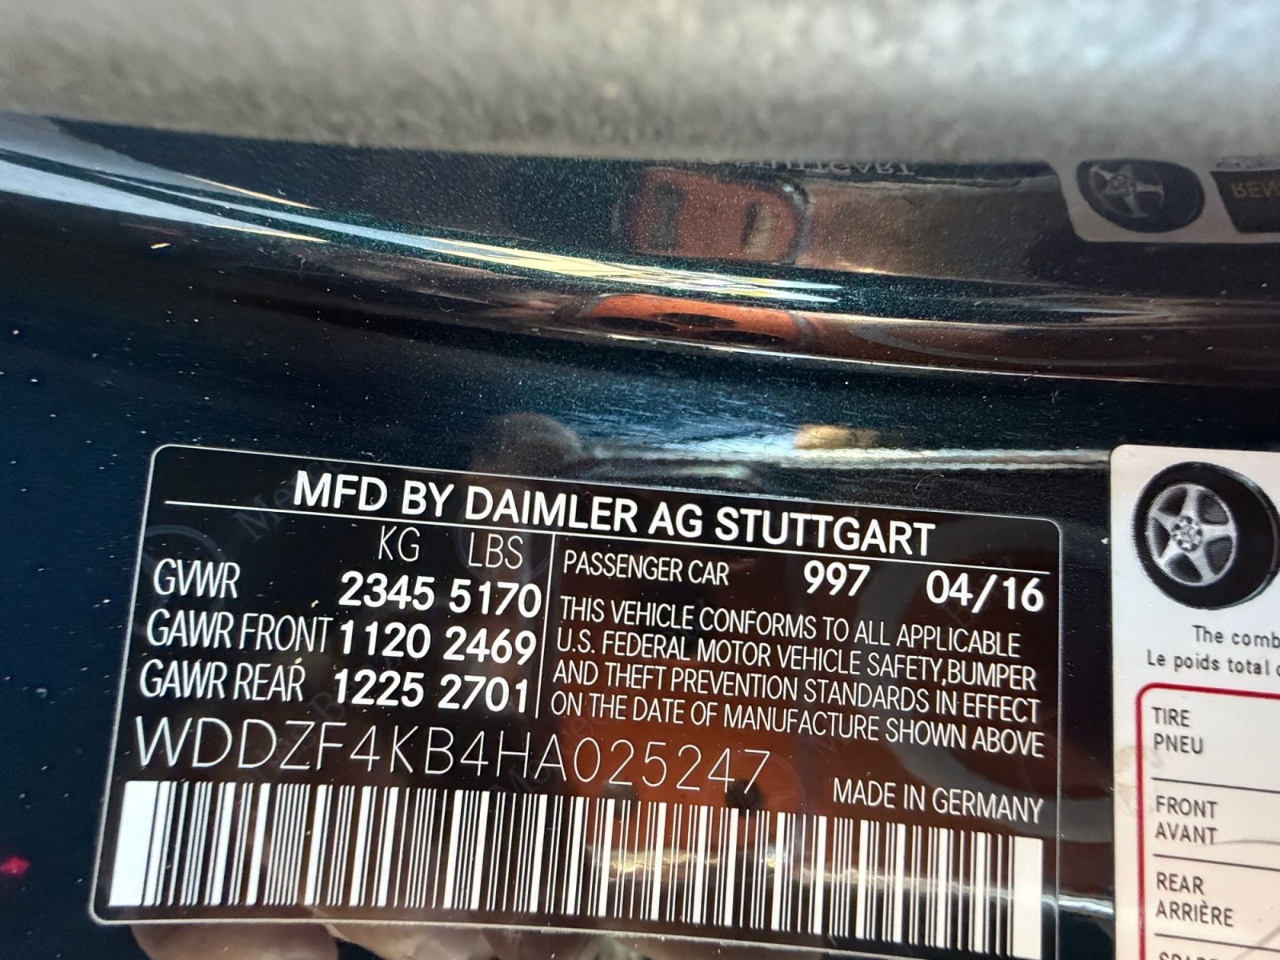 MFD BY DAIMLER AG STUTTGART
KG LBS
GVWR 2345 5170
GAWR FRONT 1120 2469
GAWR REAR 1225 2701
PASSENGER CAR 997 04/16
THIS VEHICLE CONFORMS TO ALL APPLICABLE
U.S. FEDERAL MOTOR VEHICLE SAFETY,BUMPER
AND THEFT PREVENTION STANDARDS IN EFFECT
ON THE DATE OF MANUFACTURE SHOWN ABOVE
WDDZF4KB4HA025247
MADE IN GERMANY
The comb
Le poids total
TIRE
PNEU
FRONT
AVANT
REAR
ARRIÈRE